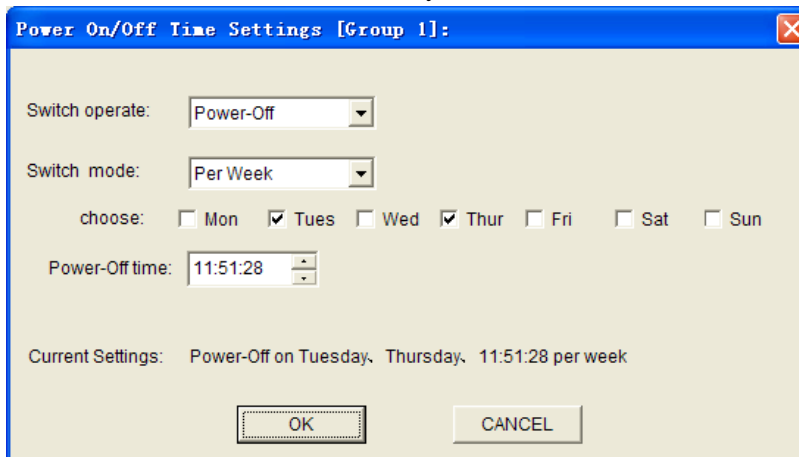 Power On/Off Time Settings [Group 1]:
Switch operate: Power-Off
Switch mode: Per Week
choose: Mon Tues Wed Thur Fri Sat Sun
Power-Off time: 11:51:28
Current Settings: Power-Off on Tuesday、Thursday、11:51:28 per week
OK CANCEL